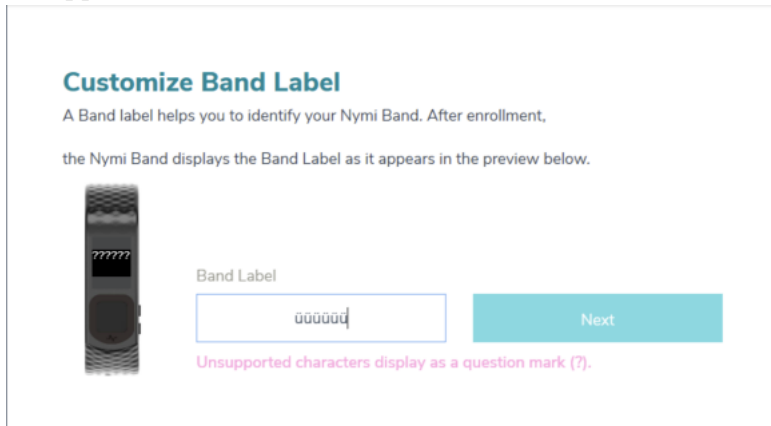 Customize Band Label
A Band label helps you to identify your Nymi Band. After enrollment,
the Nymi Band displays the Band Label as it appears in the preview below.
??????
Band Label
üüüüüü
Next
Unsupported characters display as a question mark (?).